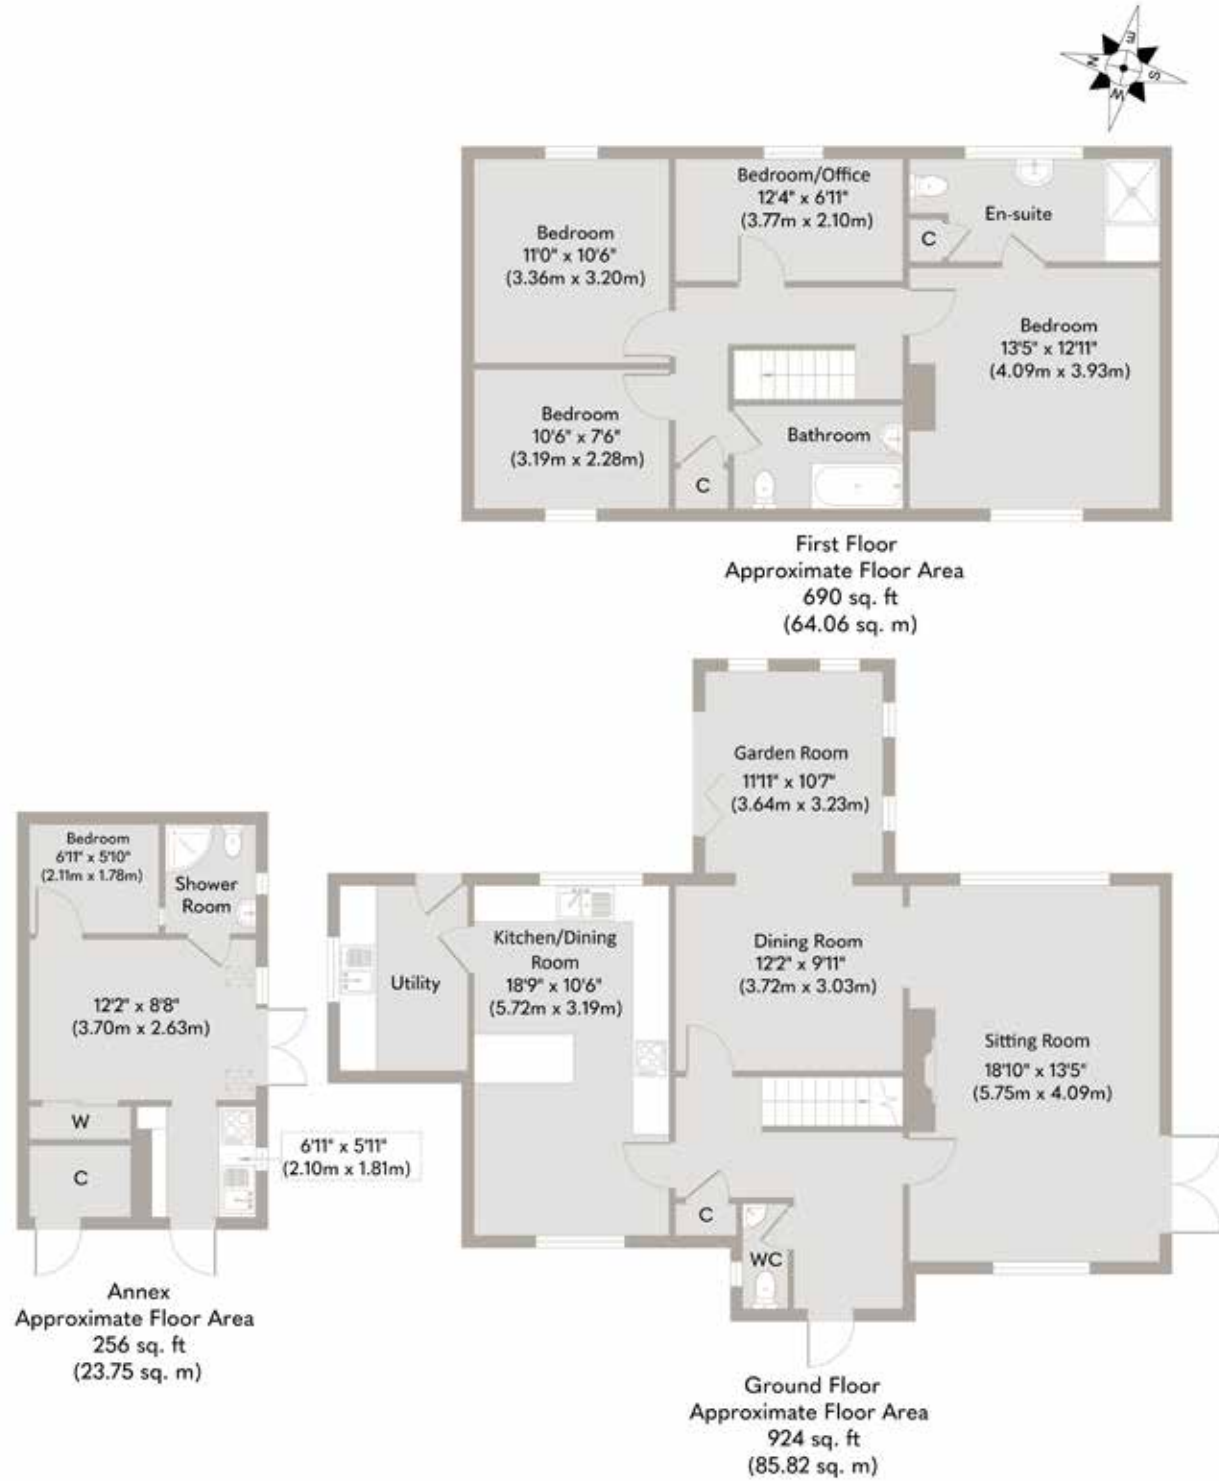 E
N
S
W
Bedroom/Office
12'4" x 6'11"
(3.77m x 2.10m)
Bedroom
11'0" x 10'6"
(3.36m x 3.20m)
En-suite
C
Bedroom
13'5" x 12'11"
(4.09m x 3.93m)
Bedroom
10'6" x 7'6"
(3.19m x 2.28m)
Bathroom
C
First Floor
Approximate Floor Area
690 sq. ft
(64.06 sq. m)
Garden Room
11'11" x 10'7"
(3.64m x 3.23m)
Bedroom
6'11" x 5'10"
(2.11m x 1.78m)
Shower
Room
12'2" x 8'8"
(3.70m x 2.63m)
W
C
6'11" x 5'11"
(2.10m x 1.81m)
Annex
Approximate Floor Area
256 sq. ft
(23.75 sq. m)
Utility
Kitchen/Dining
Room
18'9" x 10'6"
(5.72m x 3.19m)
Dining Room
12'2" x 9'11"
(3.72m x 3.03m)
Sitting Room
18'10" x 13'5"
(5.75m x 4.09m)
C
WC
Ground Floor
Approximate Floor Area
924 sq. ft
(85.82 sq. m)